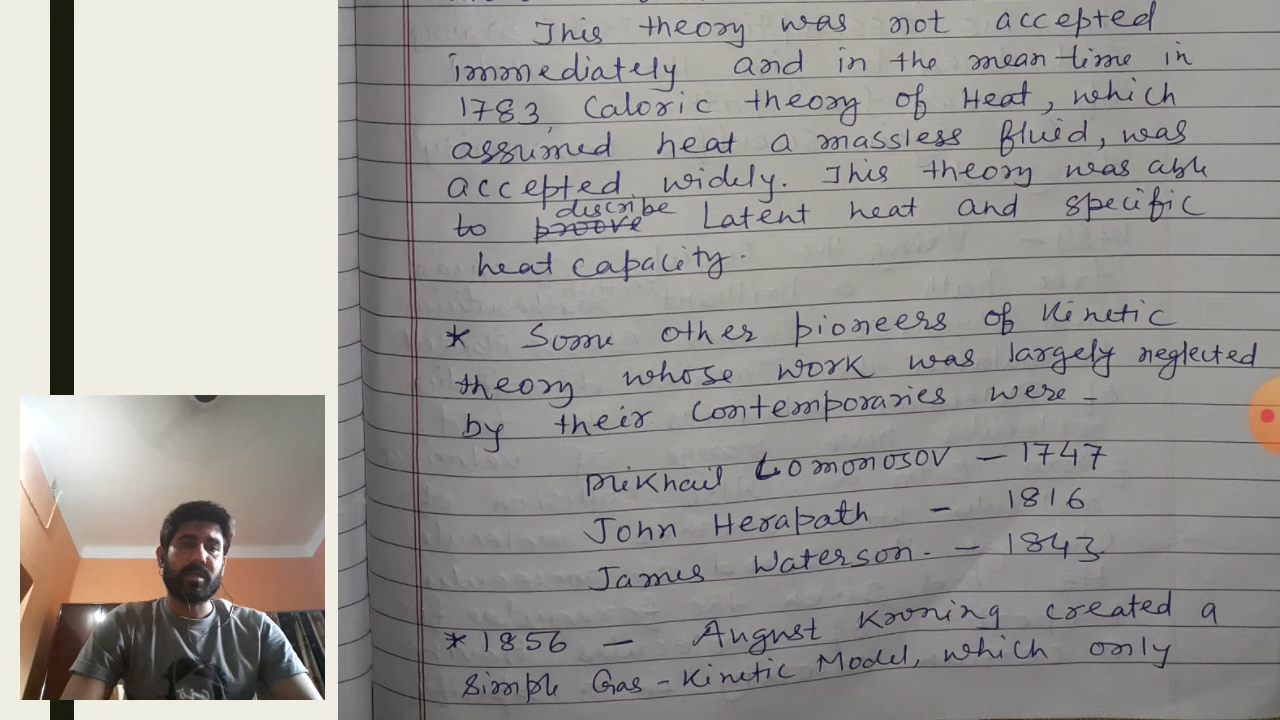 This theory was not accepted
immediately and in the mean-time in
1783, Caloric theory of Heat, which
assumed heat a massless fluid, was
accepted widely. This theory was able
discribe
to proove Latent heat and specific
heat capacity.
* Some other pioneers of Kinetic
theory whose work was largely neglected
by their Contemporaries were -
Mikhail Lomonosov - 1747
John Herapath - 1816
James Waterson. - 1843
* 1856 - August Kroning created a
Simple Gas-Kinetic Model, which only